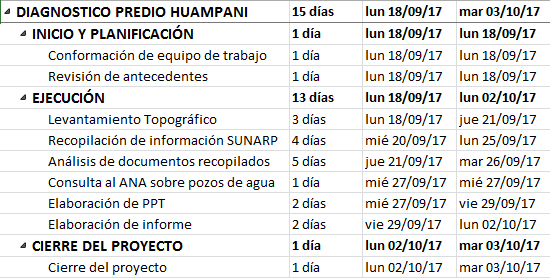 DIAGNOSTICO PREDIO HUAMPANI 15 días lun 18/09/17 mar 03/10/17
INICIO Y PLANIFICACIÓN 1 día lun 18/09/17 lun 18/09/17
Conformación de equipo de trabajo 1 día lun 18/09/17 lun 18/09/17
Revisión de antecedentes 1 día lun 18/09/17 lun 18/09/17
EJECUCIÓN 13 días lun 18/09/17 lun 02/10/17
Levantamiento Topográfico 3 días lun 18/09/17 jue 21/09/17
Recopilación de información SUNARP 4 días mié 20/09/17 lun 25/09/17
Análisis de documentos recopilados 5 días jue 21/09/17 mar 26/09/17
Consulta al ANA sobre pozos de agua 1 día mié 27/09/17 mié 27/09/17
Elaboración de PPT 2 días mié 27/09/17 vie 29/09/17
Elaboración de informe 2 días vie 29/09/17 lun 02/10/17
CIERRE DEL PROYECTO 1 día lun 02/10/17 mar 03/10/17
Cierre del proyecto 1 día lun 02/10/17 mar 03/10/17